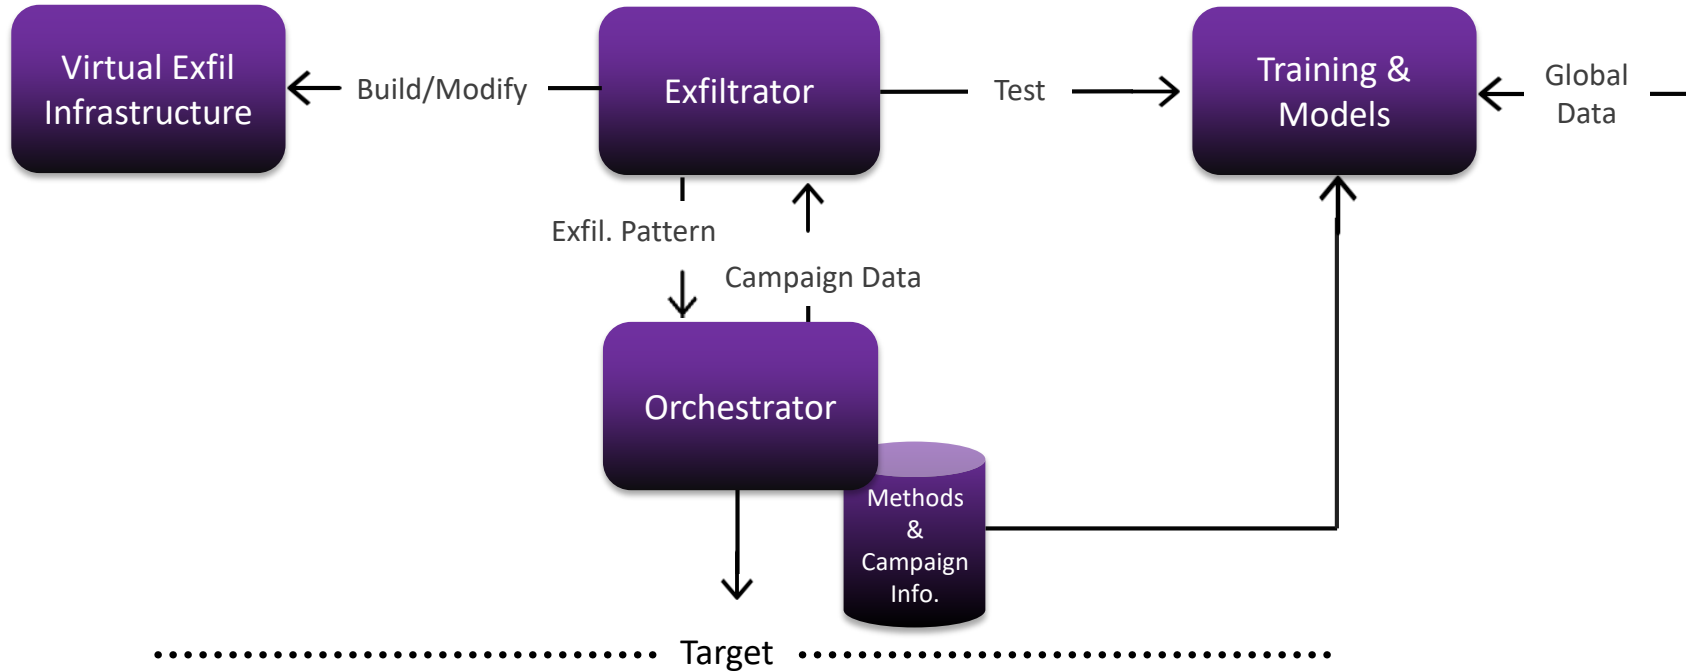 Virtual Exfil
Infrastructure
Build/Modify
Exfiltrator
Test
Training &
Models
Global
Data
Exfil. Pattern
Campaign Data
Orchestrator
Methods
&
Campaign
Info.
Target